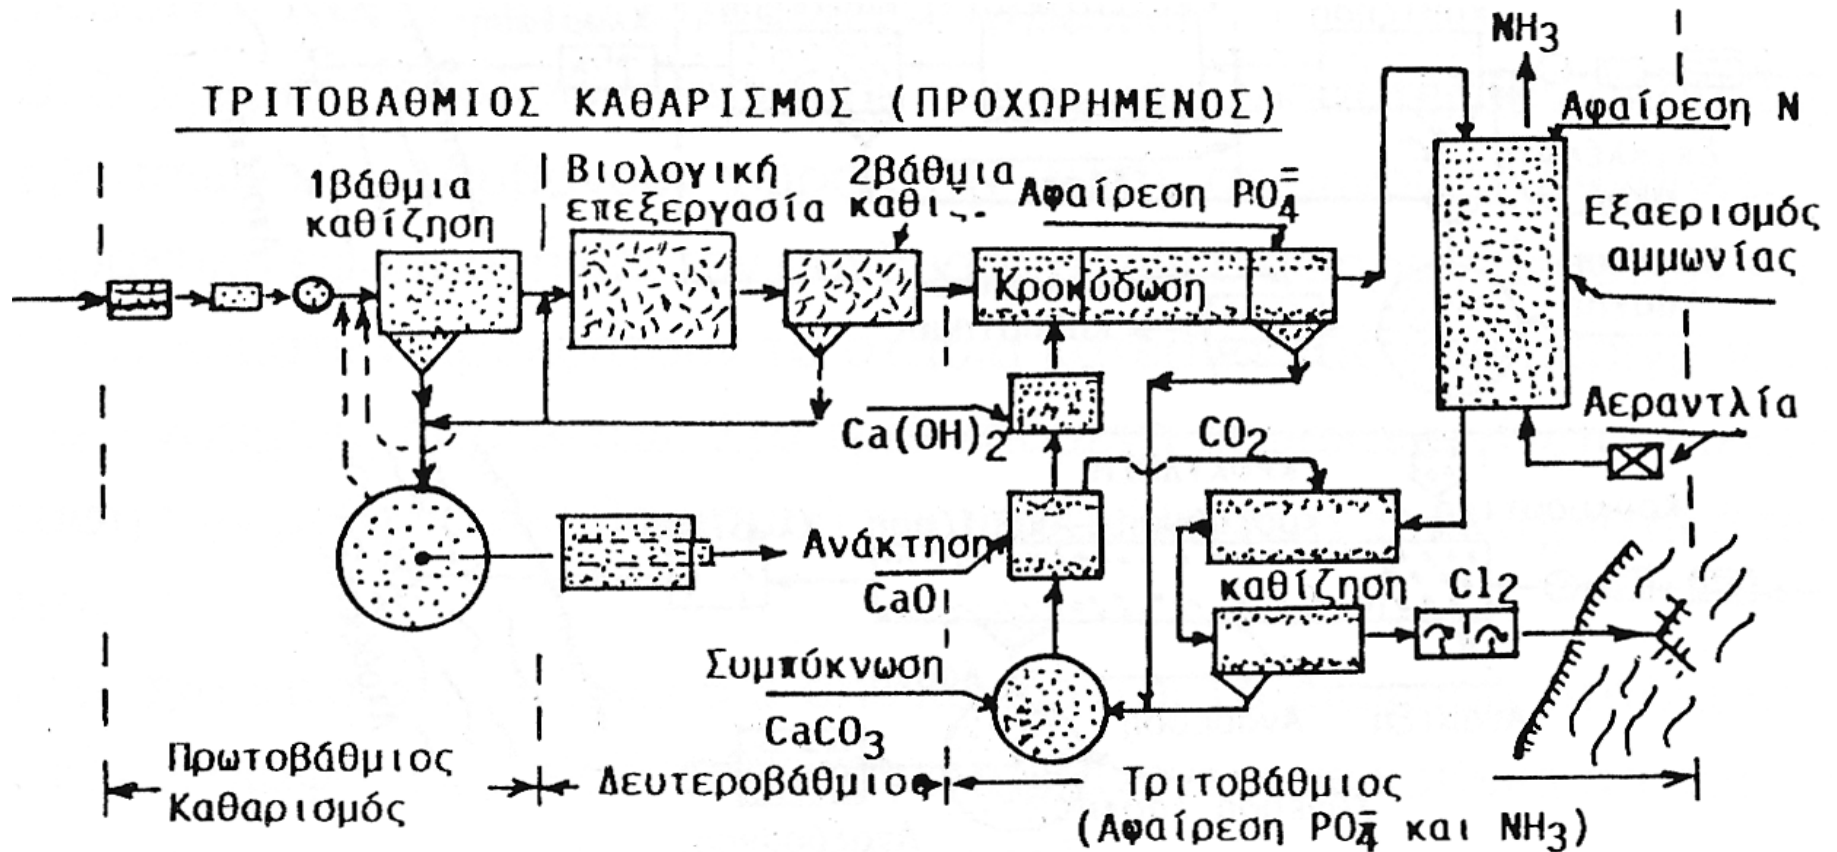 NH3
ΤΡΙΤΟΒΑΘΜΙΟΣ ΚΑΘΑΡΙΣΜΟΣ (ΠΡΟΧΩΡΗΜΕΝΟΣ)
Αφαίρεση Ν
1βάθμια
καθίζηση
Βιολογική
επεξεργασία
2βάθμια
καθι
Αφαίρεση PO4=
Εξαερισμός
αμμωνίας
Κροκύδωση
Αεραντλία
Ca(OH)2
CO2
Ανάκτηση
CaO
καθίζηση
Cl2
Συμπύκνωση
CaCO3
Πρωτοβάθμιος
Καθαρισμός
Δευτεροβάθμιος
Τριτοβάθμιος
(Αφαίρεση PO4= και NH3)